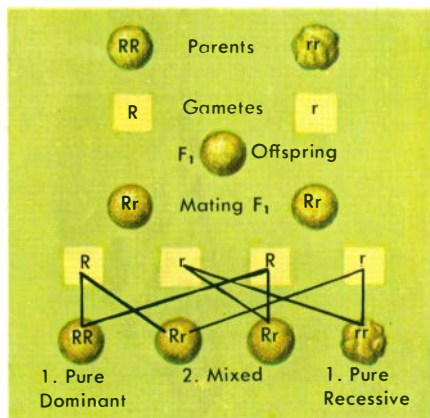 RR Parents rr
R Gametes r
F₁ Offspring
Rr Mating F₁ Rr
R r R r
RR Rr Rr rr
1. Pure Dominant 2. Mixed 1. Pure Recessive